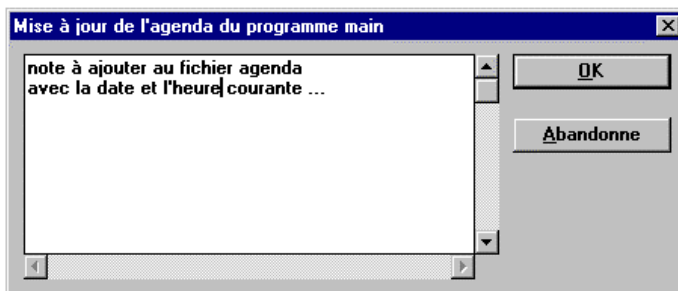 Mise à jour de l'agenda du programme main
note à ajouter au fichier agenda
avec la date et l'heure courante ...
OK
Abandonne